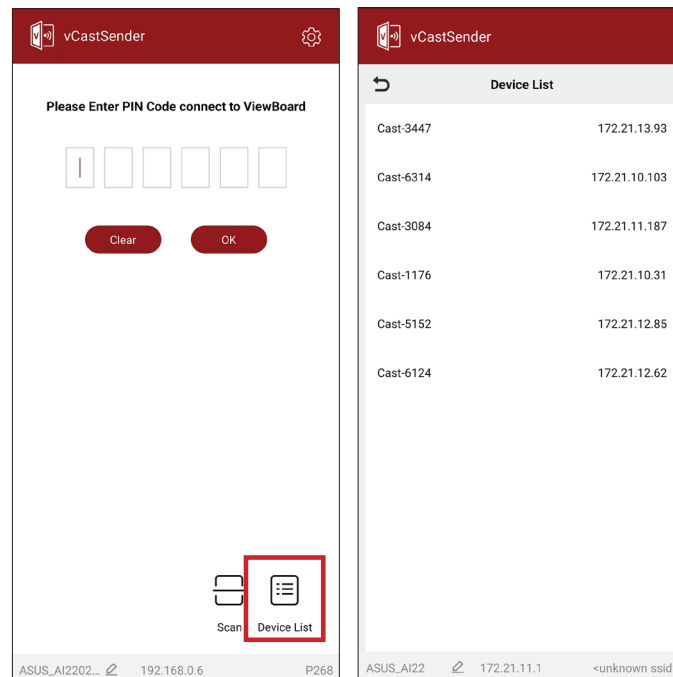 vCastSender
Please Enter PIN Code connect to ViewBoard
Clear OK
Scan Device List
ASUS_AI2202... 192.168.0.6 P268
vCastSender
Device List
Cast-3447 172.21.13.93
Cast-6314 172.21.10.103
Cast-3084 172.21.11.187
Cast-1176 172.21.10.31
Cast-5152 172.21.12.85
Cast-6124 172.21.12.62
ASUS_AI22 172.21.11.1 <unknown ssid